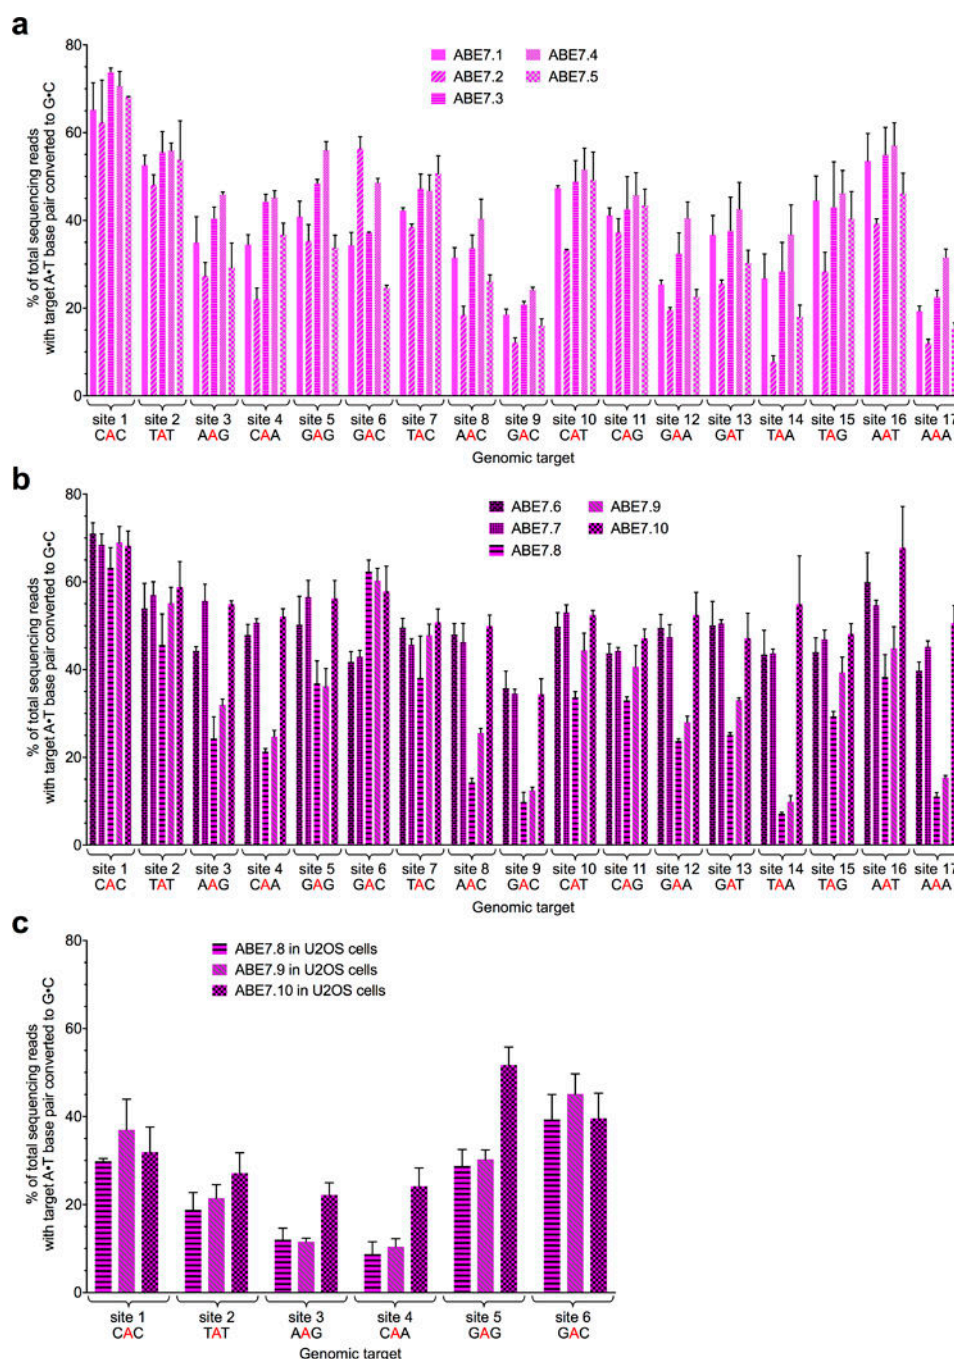 a
% of total sequencing reads
with target A•T base pair converted to G•C
80
60
40
20
0
ABE7.1
ABE7.2
ABE7.3
ABE7.4
ABE7.5
site 1 site 2 site 3 site 4 site 5 site 6 site 7 site 8 site 9 site 10 site 11 site 12 site 13 site 14 site 15 site 16 site 17
CAC TAT AAG CAA GAG GAC TAC AAC GAC CAT CAG GAA GAT TAA TAG AAT AAA
Genomic target
b
% of total sequencing reads
with target A•T base pair converted to G•C
80
60
40
20
0
ABE7.6
ABE7.7
ABE7.8
ABE7.9
ABE7.10
site 1 site 2 site 3 site 4 site 5 site 6 site 7 site 8 site 9 site 10 site 11 site 12 site 13 site 14 site 15 site 16 site 17
CAC TAT AAG CAA GAG GAC TAC AAC GAC CAT CAG GAA GAT TAA TAG AAT AAA
Genomic target
c
% of total sequencing reads
with target A•T base pair converted to G•C
80
60
40
20
0
ABE7.8 in U2OS cells
ABE7.9 in U2OS cells
ABE7.10 in U2OS cells
site 1 site 2 site 3 site 4 site 5 site 6
CAC TAT AAG CAA GAG GAC
Genomic target